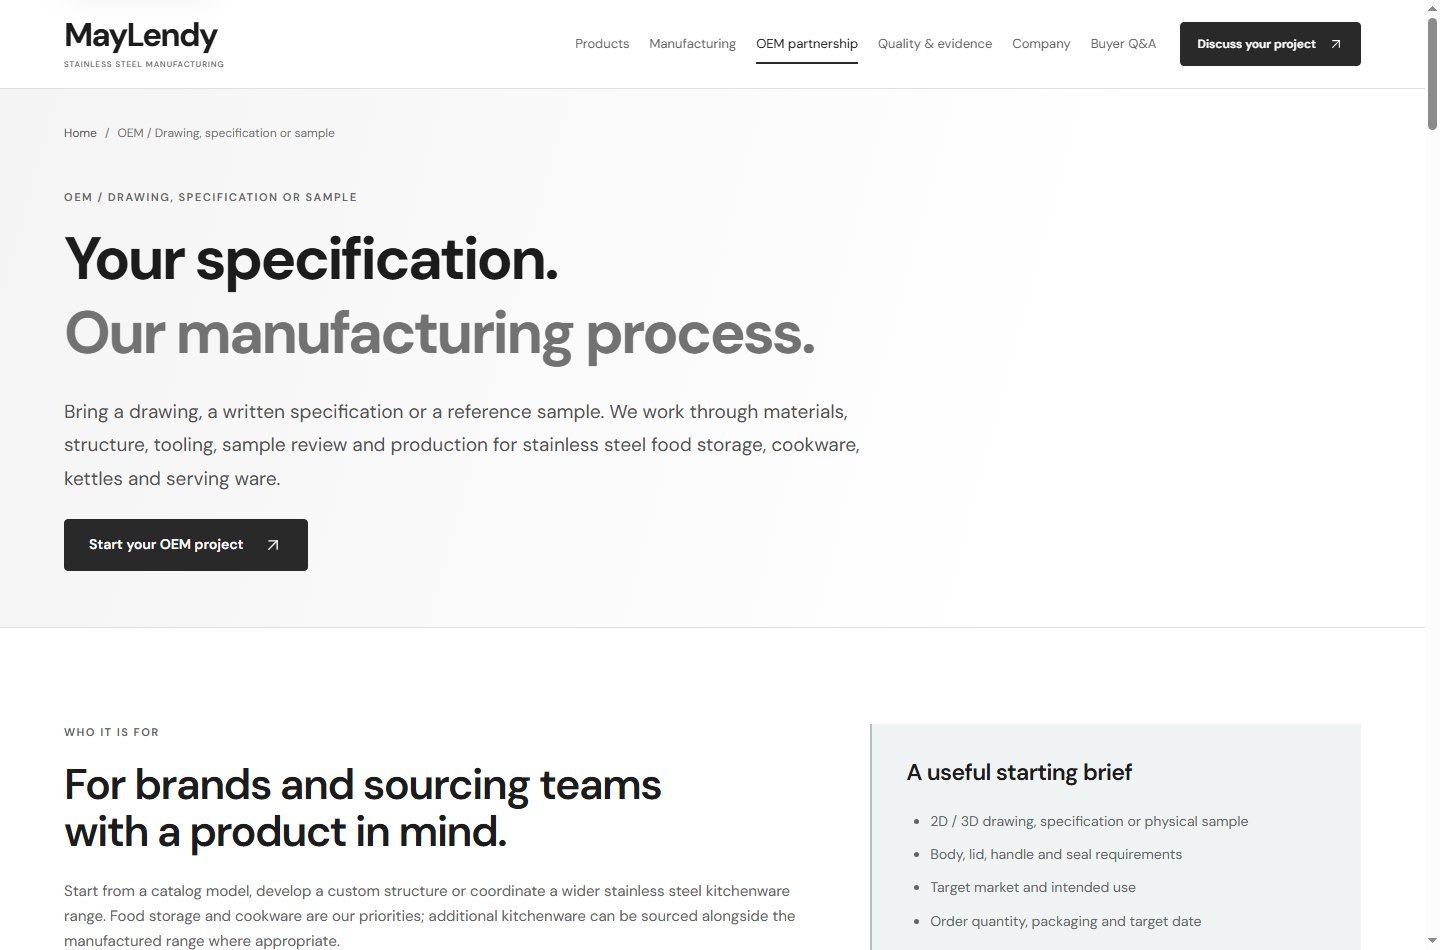 MayLendy
STAINLESS STEEL MANUFACTURING
Products
Manufacturing
OEM partnership
Quality & evidence
Company
Buyer Q&A
Discuss your project
Home / OEM / Drawing, specification or sample
OEM / DRAWING, SPECIFICATION OR SAMPLE
Your specification.
Our manufacturing process.
Bring a drawing, a written specification or a reference sample. We work through materials,
structure, tooling, sample review and production for stainless steel food storage, cookware,
kettles and serving ware.
Start your OEM project
WHO IT IS FOR
For brands and sourcing teams
with a product in mind.
Start from a catalog model, develop a custom structure or coordinate a wider stainless steel kitchenware
range. Food storage and cookware are our priorities; additional kitchenware can be sourced alongside the
manufactured range where appropriate.
A useful starting brief
2D / 3D drawing, specification or physical sample
Body, lid, handle and seal requirements
Target market and intended use
Order quantity, packaging and target date